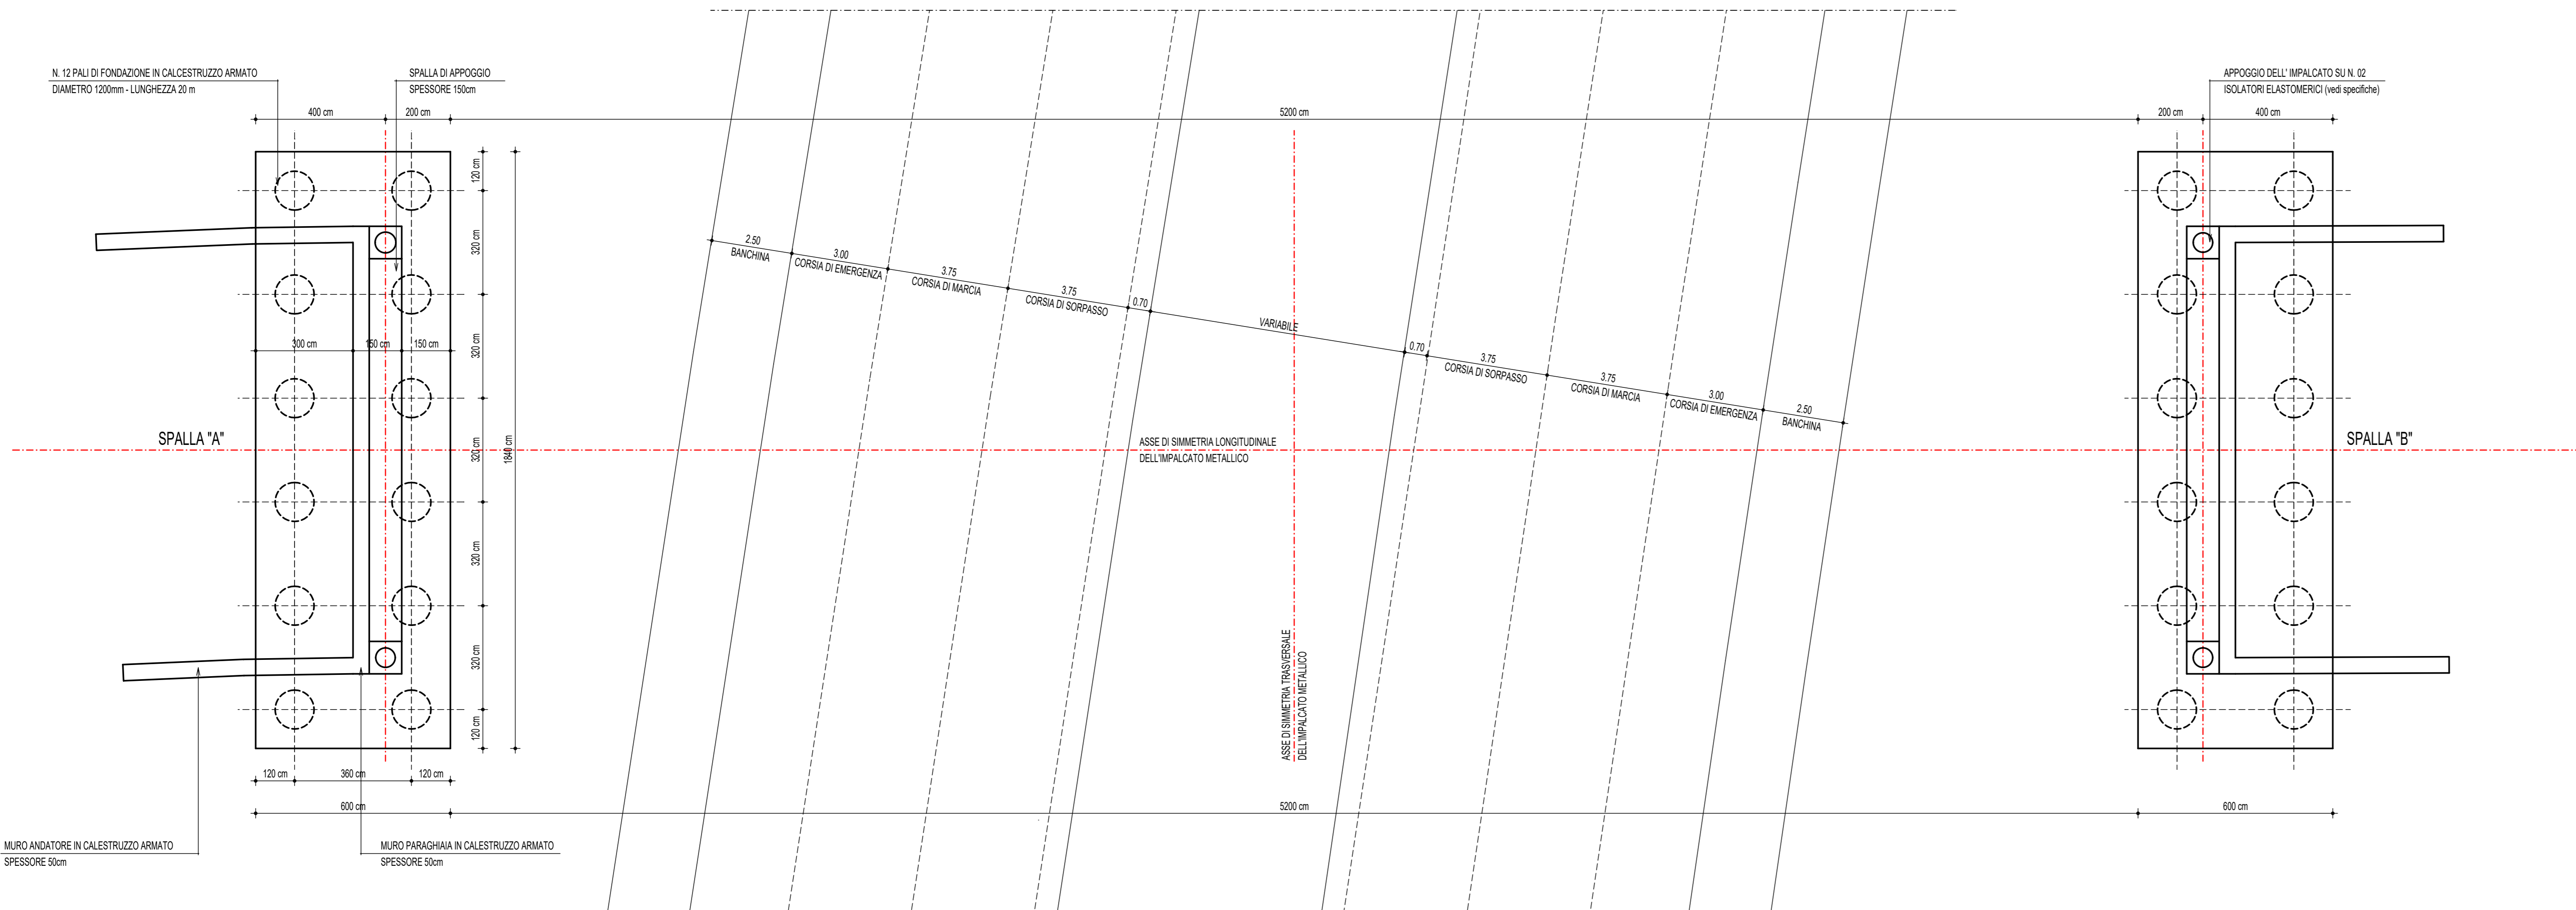 N. 12 PALI DI FONDAZIONE IN CALCESTRUZZO ARMATO
DIAMETRO 1200mm - LUNGHEZZA 20 m
SPALLA DI APPOGGIO
SPESSORE 150cm
APPOGGIO DELL' IMPALCATO SU N. 02
ISOLATORI ELASTOMERICI (vedi specifiche)
400 cm
200 cm
5200 cm
200 cm
400 cm
120 cm
320 cm
320 cm
320 cm
320 cm
320 cm
120 cm
1840 cm
300 cm
150 cm
150 cm
2.50
BANCHINA
3.00
CORSIA DI EMERGENZA
3.75
CORSIA DI MARCIA
3.75
CORSIA DI SORPASSO
0.70
VARIABILE
0.70
3.75
CORSIA DI SORPASSO
3.75
CORSIA DI MARCIA
3.00
CORSIA DI EMERGENZA
2.50
BANCHINA
SPALLA "A"
ASSE DI SIMMETRIA LONGITUDINALE
DELL'IMPALCATO METALLICO
SPALLA "B"
ASSE DI SIMMETRIA TRASVERSALE
DELL'IMPALCATO METALLICO
120 cm
360 cm
120 cm
600 cm
5200 cm
600 cm
MURO ANDATORE IN CALESTRUZZO ARMATO
SPESSORE 50cm
MURO PARAGHIAIA IN CALESTRUZZO ARMATO
SPESSORE 50cm